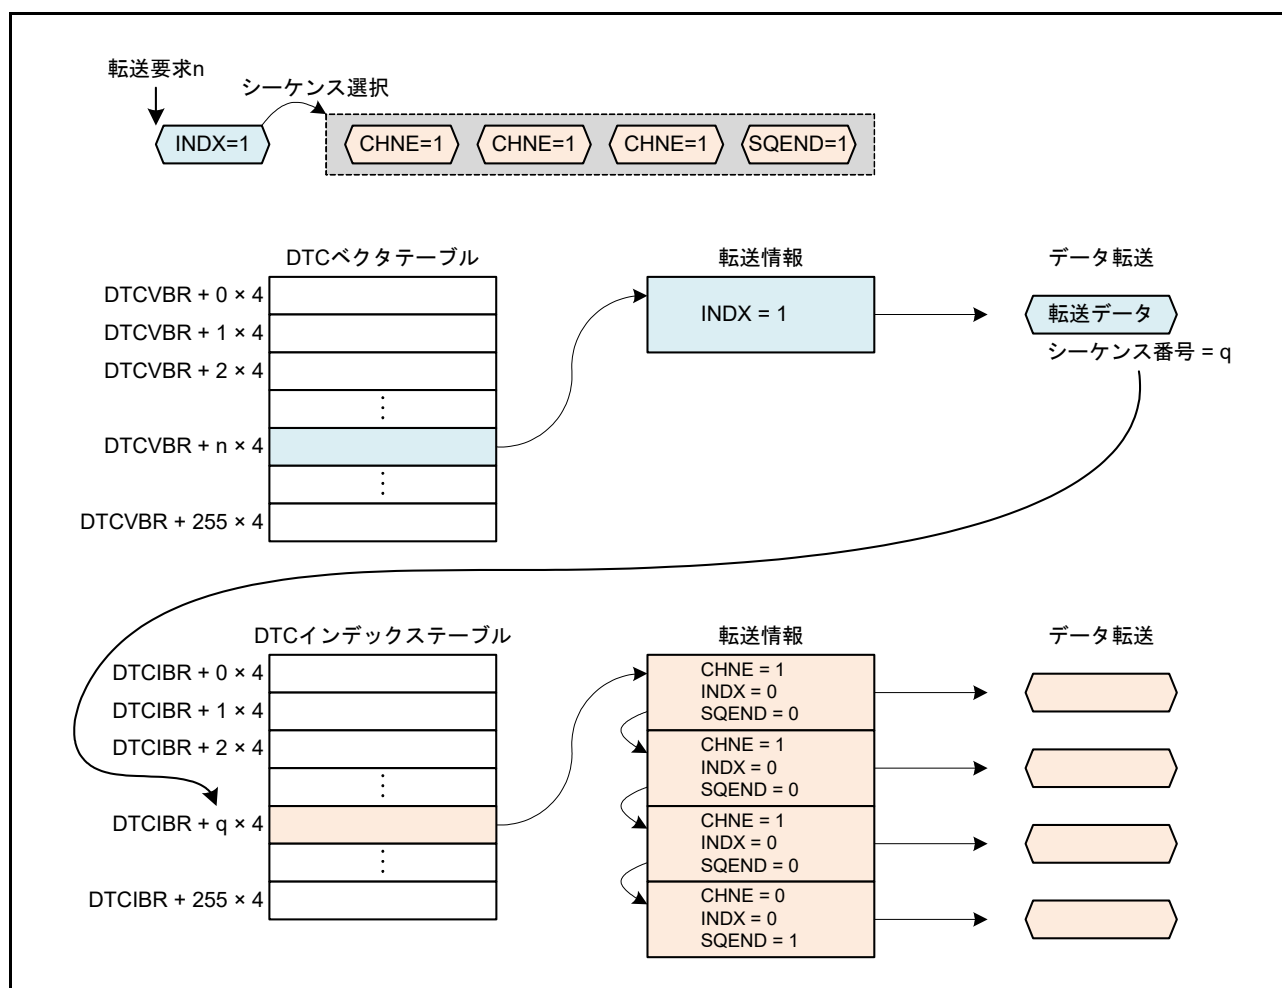 転送要求n
シーケンス選択
INDX=1
CHNE=1
CHNE=1
CHNE=1
SQEND=1
DTCベクタテーブル
転送情報
データ転送
DTCVBR + 0 × 4
DTCVBR + 1 × 4
DTCVBR + 2 × 4
⋮
DTCVBR + n × 4
⋮
DTCVBR + 255 × 4
INDX = 1
転送データ
シーケンス番号 = q
DTCインデックステーブル
転送情報
データ転送
DTCIBR + 0 × 4
DTCIBR + 1 × 4
DTCIBR + 2 × 4
⋮
DTCIBR + q × 4
⋮
DTCIBR + 255 × 4
CHNE = 1
INDX = 0
SQEND = 0
CHNE = 1
INDX = 0
SQEND = 0
CHNE = 1
INDX = 0
SQEND = 0
CHNE = 0
INDX = 0
SQEND = 1